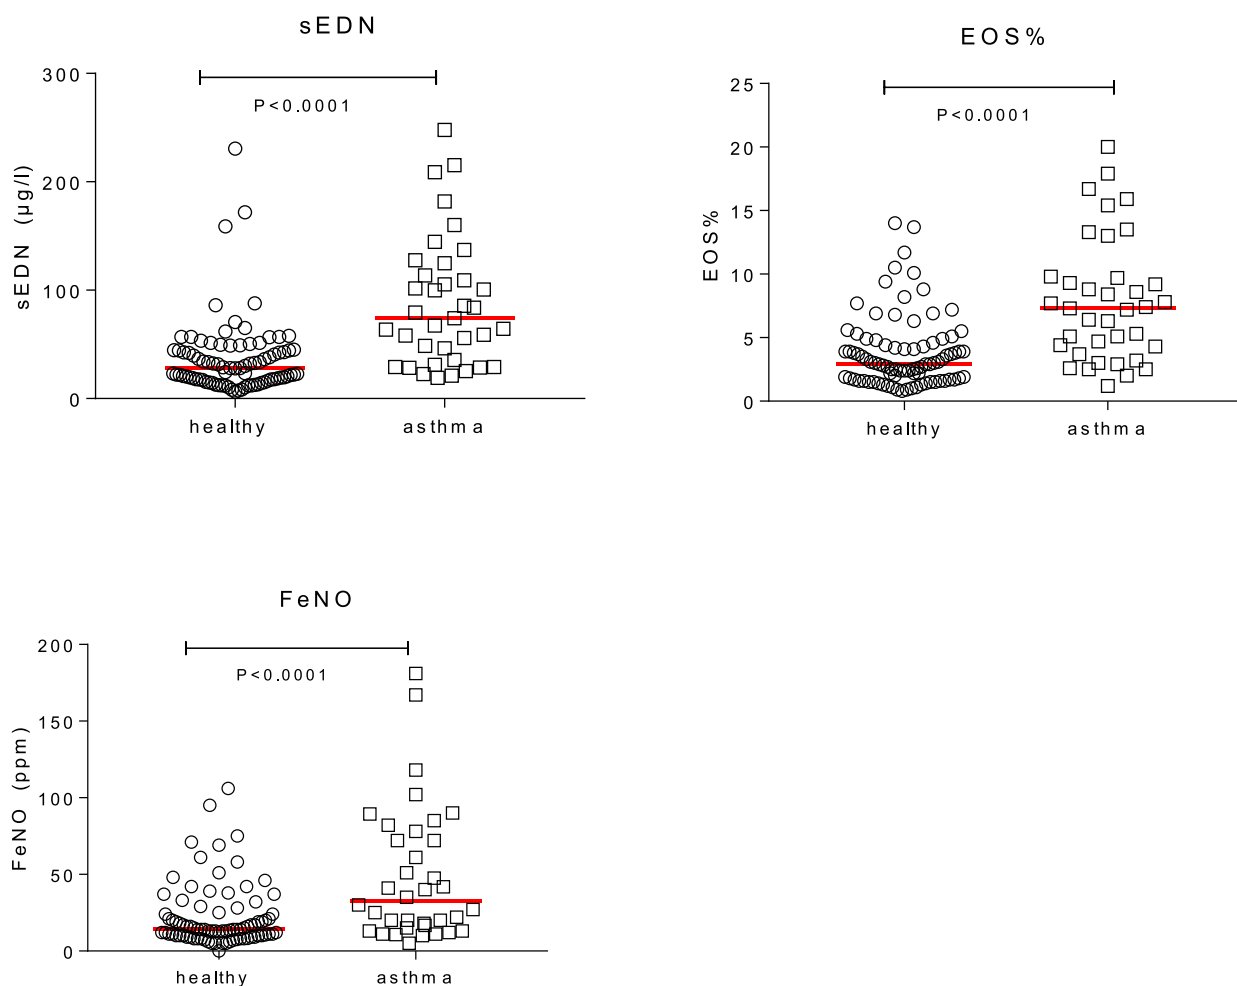 sEDN
300
P<0.0001
200
100
0
sEDN (µg/l)
healthy asthma
EOS%
25
P<0.0001
20
15
10
5
0
EOS%
healthy asthma
FeNO
200
P<0.0001
150
100
50
0
FeNO (ppm)
healthy asthma